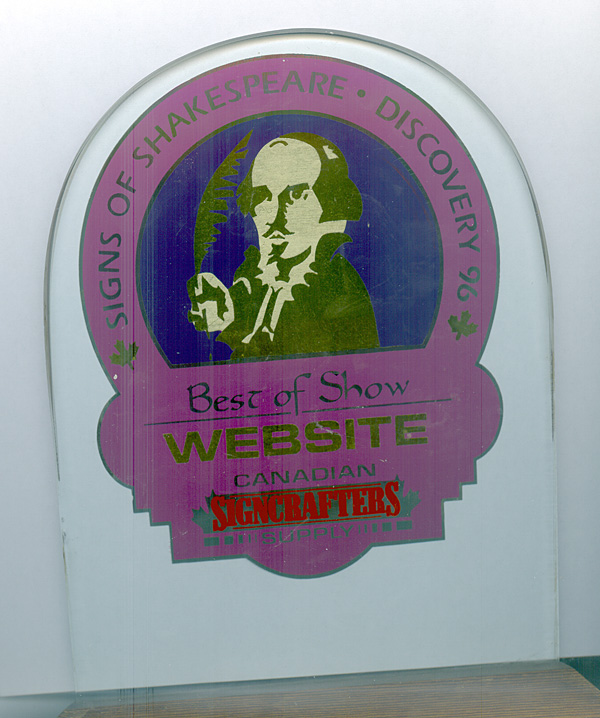 SIGNS OF SHAKESPEARE • DISCOVERY 96
Best of Show
WEBSITE
CANADIAN
SIGNCRAFTERS
SUPPLY